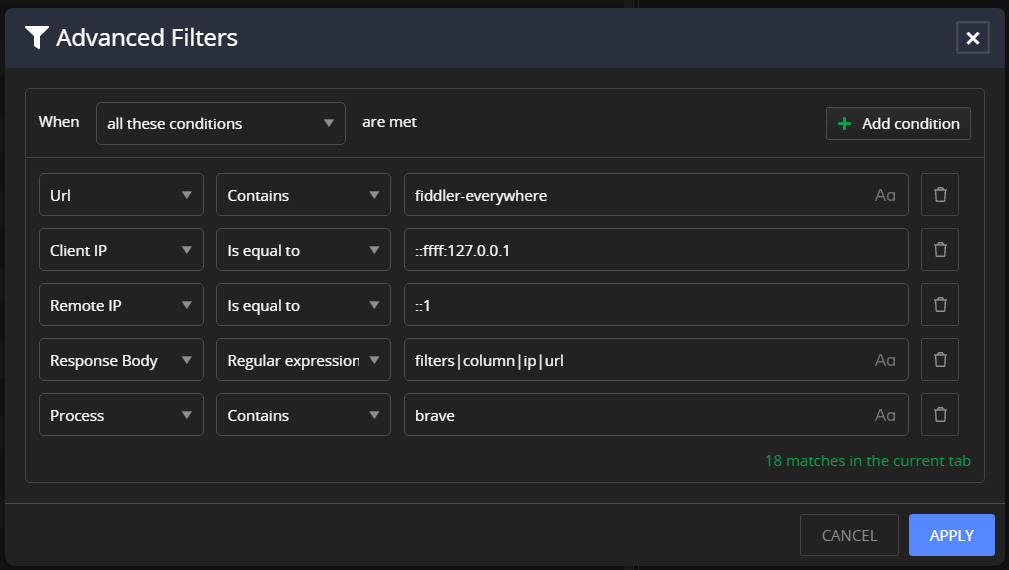 Advanced Filters
When all these conditions are met Add condition
Url Contains fiddler-everywhere Aa
Client IP Is equal to ::ffff:127.0.0.1
Remote IP Is equal to ::1
Response Body Regular expression filters|column|ip|url Aa
Process Contains brave Aa
18 matches in the current tab
CANCEL APPLY